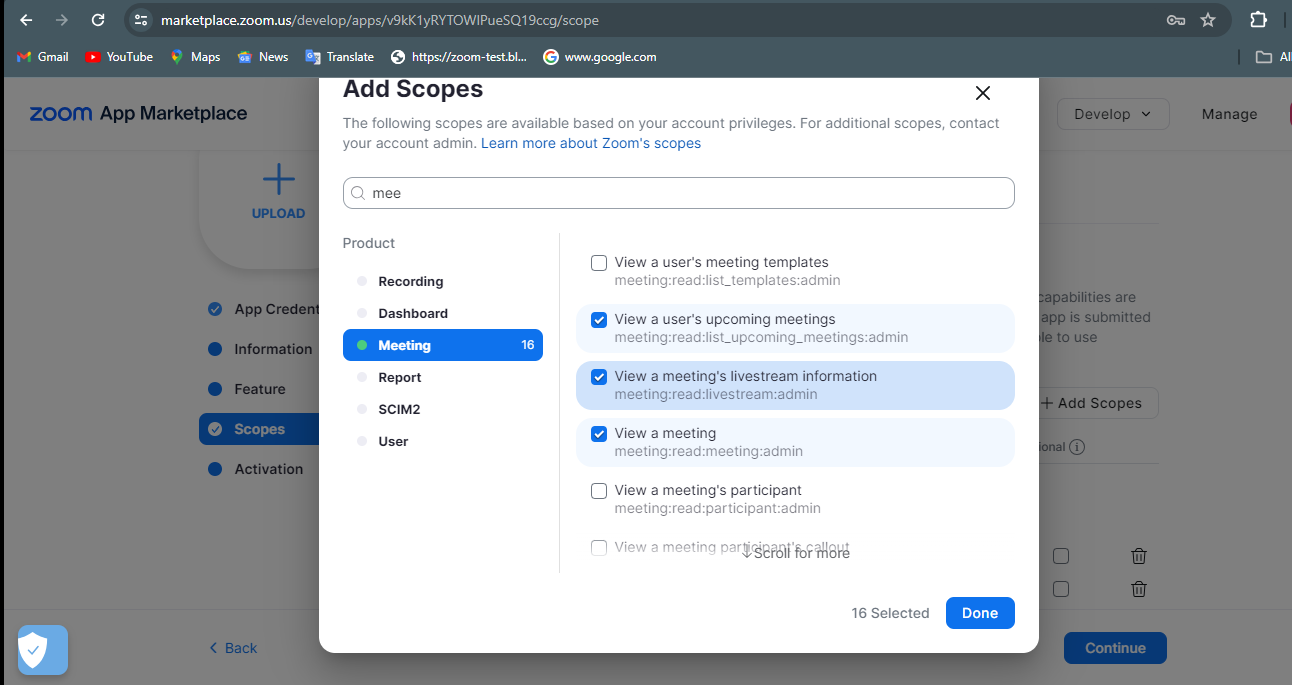 marketplace.zoom.us/develop/apps/v9kK1yRYTOWIPueSQ19ccg/scope
Gmail YouTube Maps News Translate https://zoom-test.bl... www.google.com
zoom App Marketplace
Develop
Manage
UPLOAD
App Credent
Information
Feature
Scopes
Activation
Back
Add Scopes
The following scopes are available based on your account privileges. For additional scopes, contact
your account admin. Learn more about Zoom's scopes
mee
Product
Recording
Dashboard
Meeting 16
Report
SCIM2
User
View a user's meeting templates
meeting:read:list_templates:admin
View a user's upcoming meetings
meeting:read:list_upcoming_meetings:admin
View a meeting's livestream information
meeting:read:livestream:admin
View a meeting
meeting:read:meeting:admin
View a meeting's participant
meeting:read:participant:admin
View a meeting participant's callout
Scroll for more
16 Selected
Done
capabilities are
app is submitted
le to use
+ Add Scopes
ional
Continue